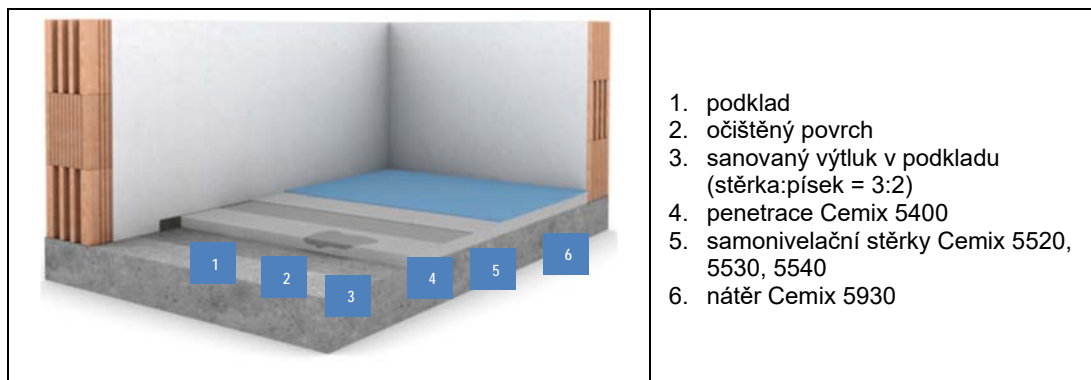 1
2
3
4
5
6
1. podklad
2. očištěný povrch
3. sanovaný výtluk v podkladu
(stěrka:písek = 3:2)
4. penetrace Cemix 5400
5. samonivelační stěrky Cemix 5520,
5530, 5540
6. nátěr Cemix 5930